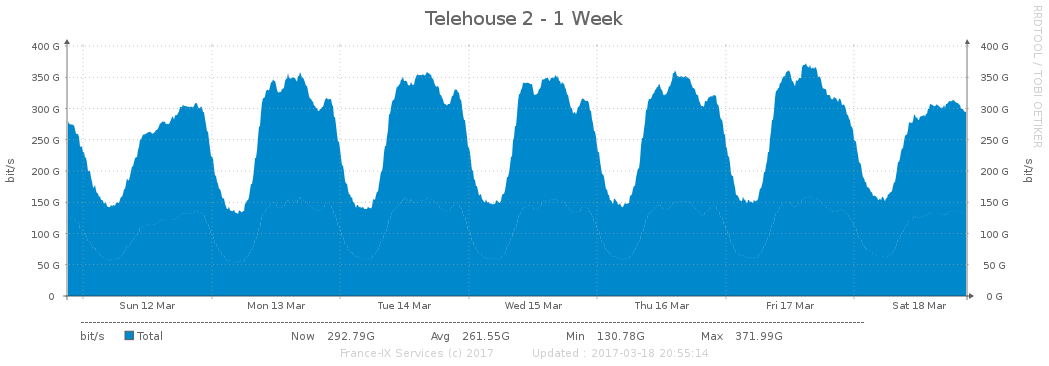 Telehouse 2 - 1 Week
RRDTOOL / TOBI OETIKER
400 G 400 G
350 G 350 G
300 G 300 G
250 G 250 G
200 G 200 G
150 G 150 G
100 G 100 G
50 G 50 G
0 0 G
bit/s bit/s
Sun 12 Mar Mon 13 Mar Tue 14 Mar Wed 15 Mar Thu 16 Mar Fri 17 Mar Sat 18 Mar
bit/s Total Now 292.79G Avg 261.55G Min 130.78G Max 371.99G
France-IX Services (c) 2017 Updated : 2017-03-18 20:55:14